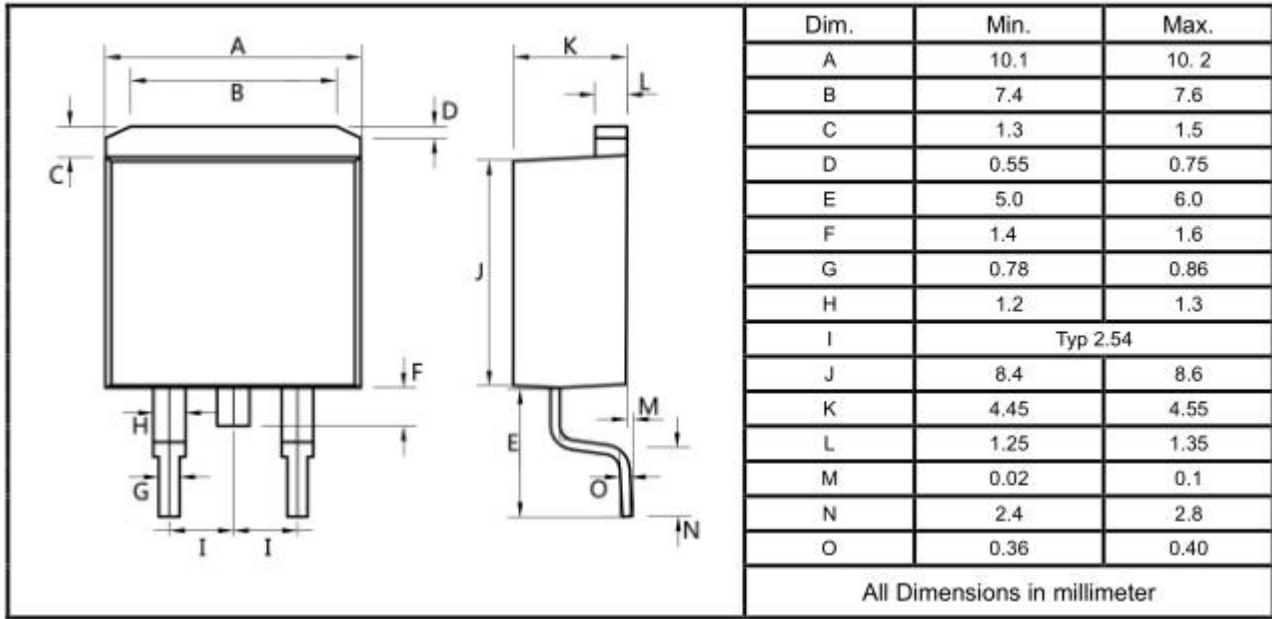 A
B
D
C
J
F
H
G
I I
K
L
M
E
O
N
Dim. Min. Max.
A 10.1 10. 2
B 7.4 7.6
C 1.3 1.5
D 0.55 0.75
E 5.0 6.0
F 1.4 1.6
G 0.78 0.86
H 1.2 1.3
I Typ 2.54
J 8.4 8.6
K 4.45 4.55
L 1.25 1.35
M 0.02 0.1
N 2.4 2.8
O 0.36 0.40
All Dimensions in millimeter